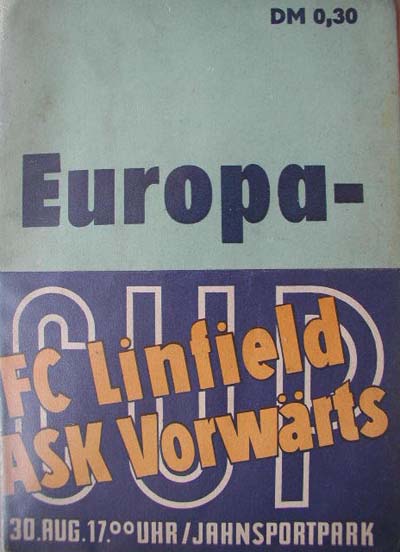 DM 0,30
Europa-
CUP
FC Linfield
ASK Vorwärts
30.AUG.17.00 UHR/JAHNSPORTPARK